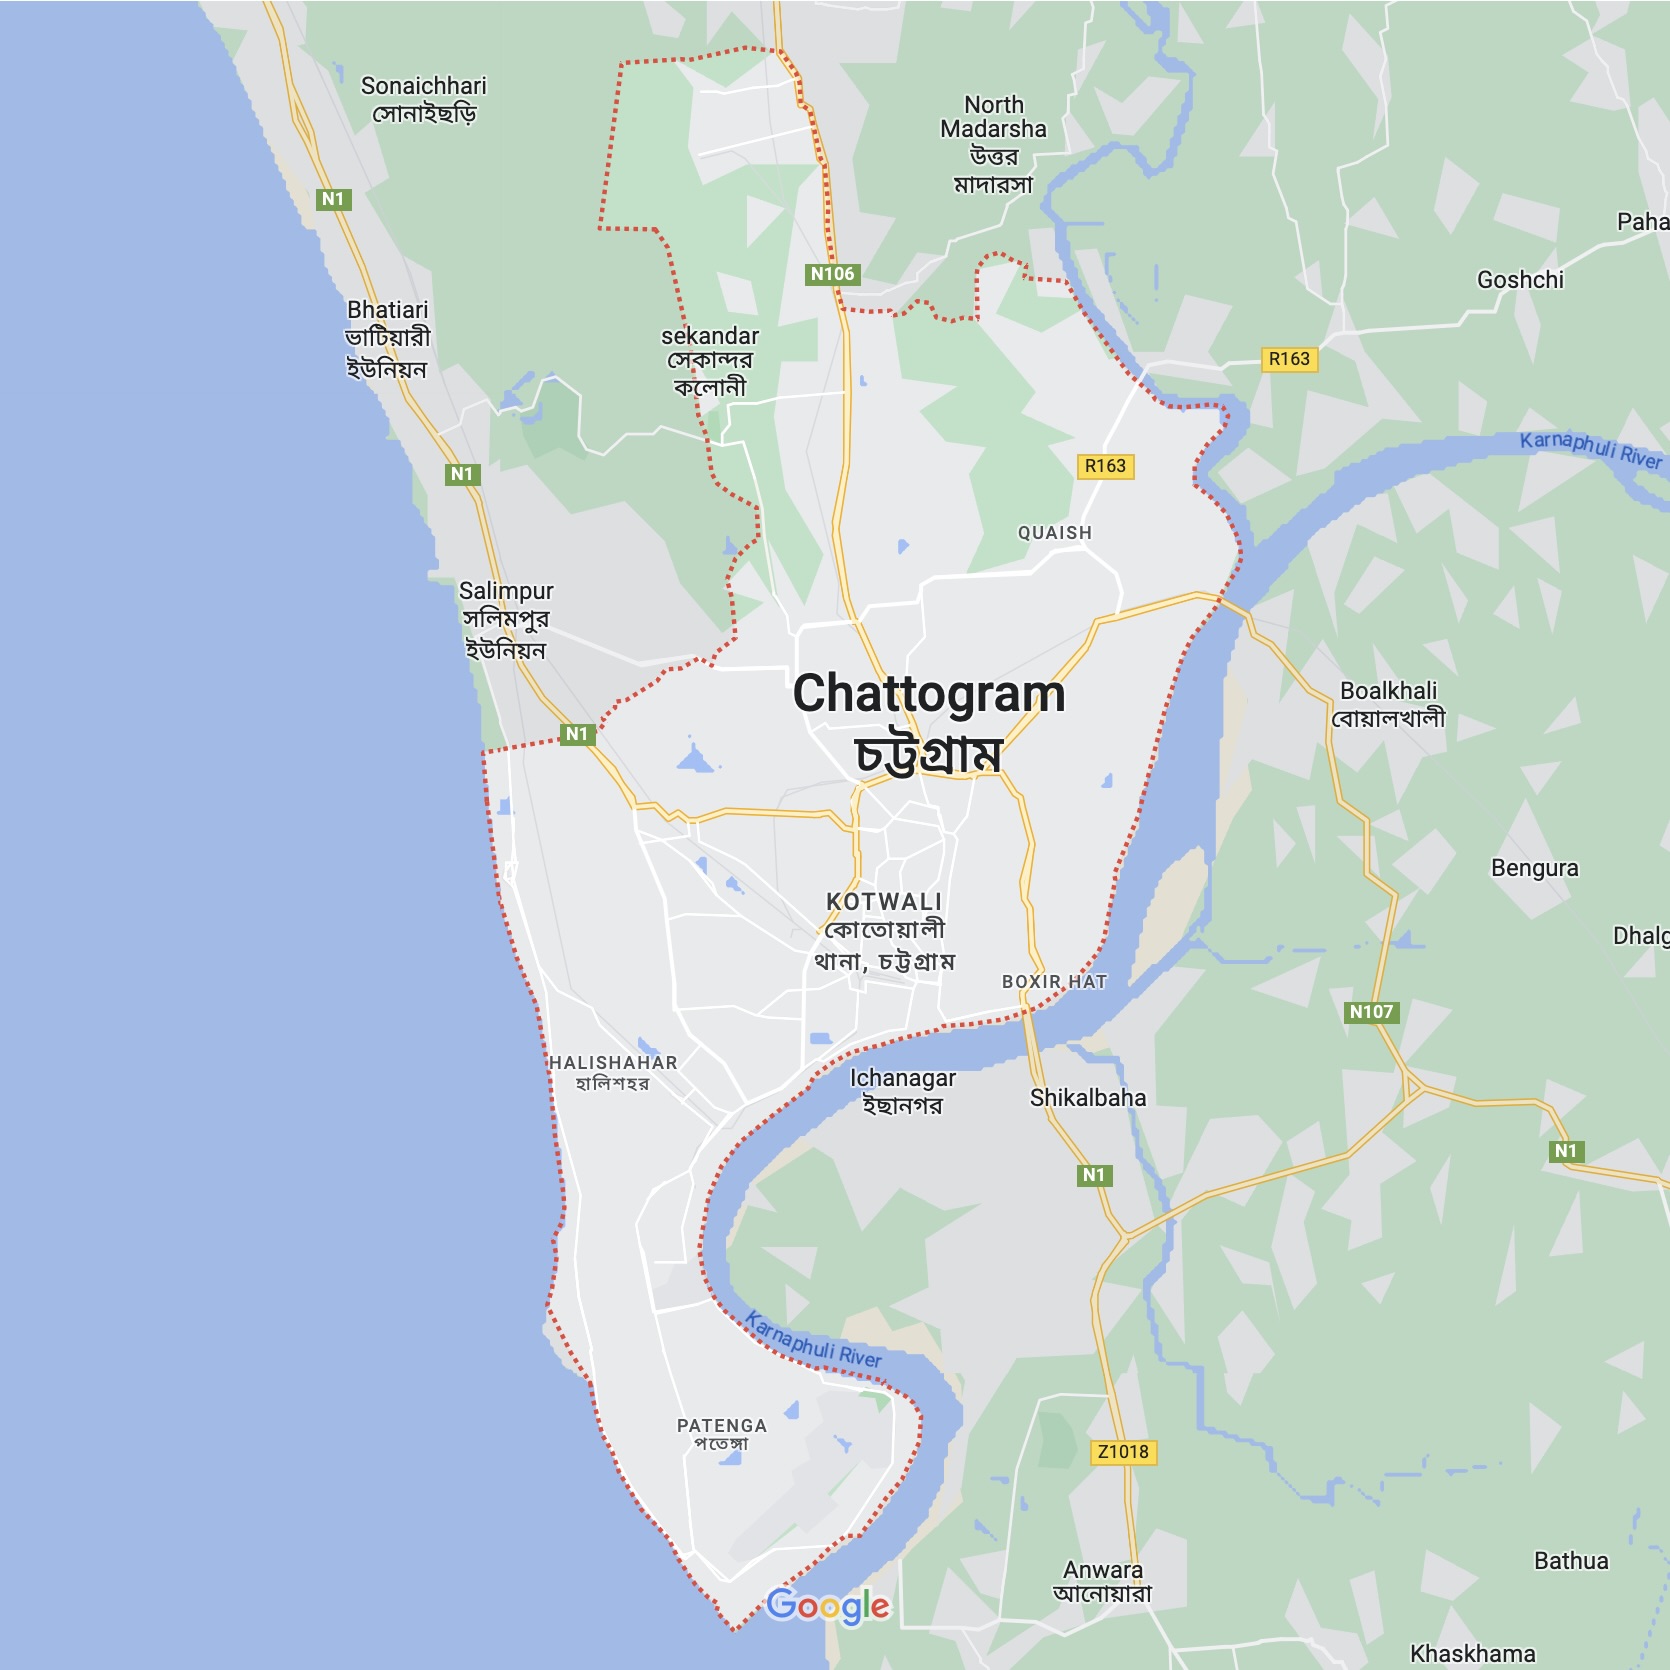 Sonaichhari
সোনাইছড়ি
North
Madarsha
উত্তর
মাদারসা
N1
Paha
N106
Goshchi
Bhatiari
ভাটিয়ারী
ইউনিয়ন
sekandar
সেকান্দর
কলোনী
R163
Karnaphuli River
N1
R163
QUAISH
Salimpur
সলিমপুর
ইউনিয়ন
Chattogram
চট্টগ্রাম
Boalkhali
বোয়ালখালী
N1
Bengura
KOTWALI
কোতোয়ালী
থানা, চট্টগ্রাম
Dhalg
BOXIR HAT
N107
HALISHAHAR
হালিশহর
Ichanagar
ইছানগর
Shikalbaha
N1
N1
Karnaphuli River
PATENGA
পতেঙ্গা
Z1018
Anwara
আনোয়ারা
Bathua
Google
Khaskhama